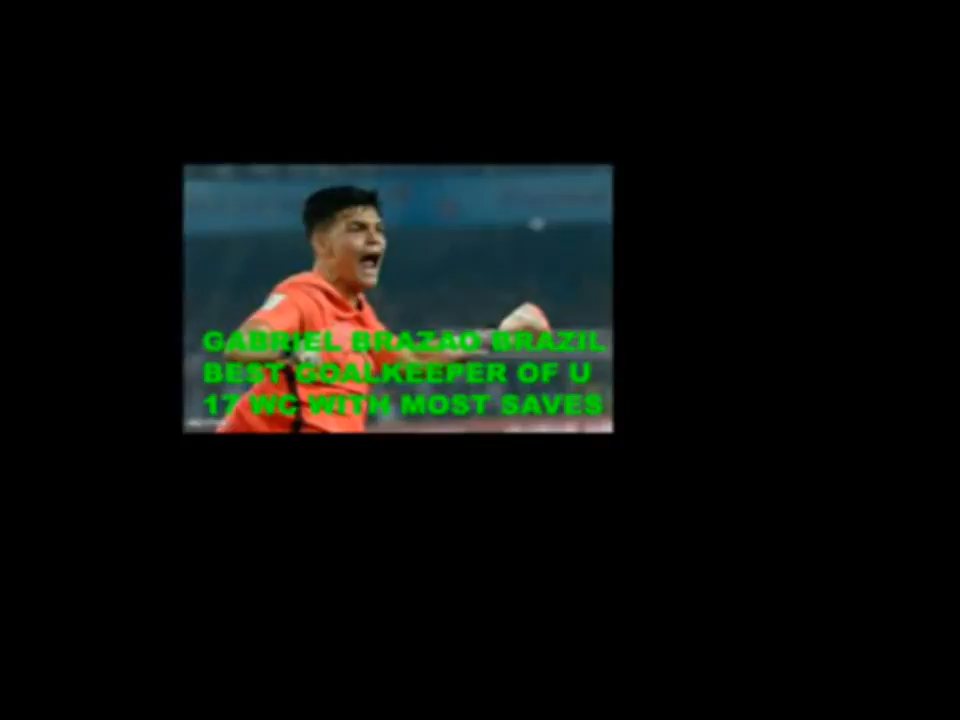 GABRIEL BRAZAO BRAZIL
BEST GOALKEEPER OF U
17 WC WITH MOST SAVES